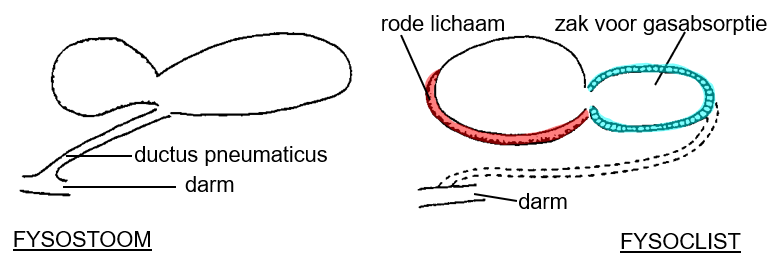 rode lichaam
zak voor gasabsorptie
ductus pneumaticus
darm
darm
FYSOSTOOM
FYSOCLIST